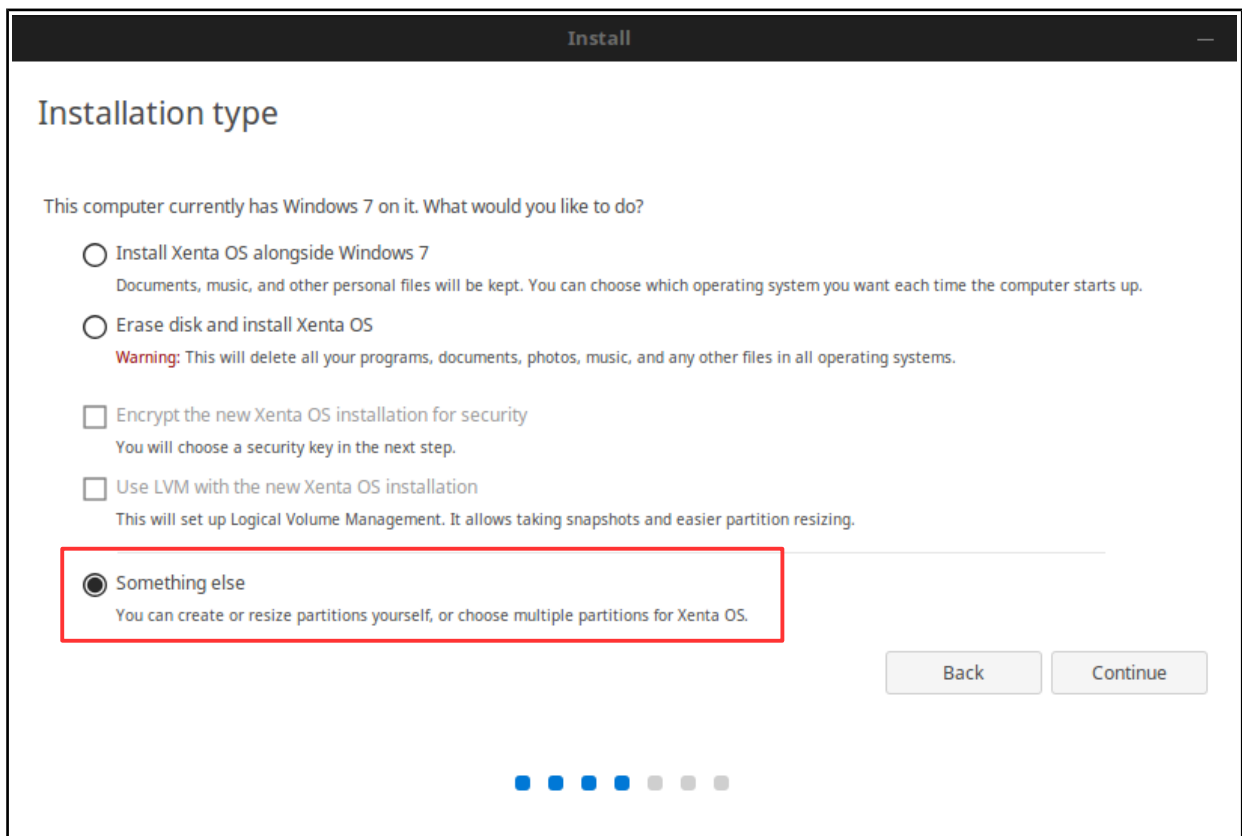 Install
Installation type
This computer currently has Windows 7 on it. What would you like to do?
Install Xenta OS alongside Windows 7
Documents, music, and other personal files will be kept. You can choose which operating system you want each time the computer starts up.
Erase disk and install Xenta OS
Warning: This will delete all your programs, documents, photos, music, and any other files in all operating systems.
Encrypt the new Xenta OS installation for security
You will choose a security key in the next step.
Use LVM with the new Xenta OS installation
This will set up Logical Volume Management. It allows taking snapshots and easier partition resizing.
Something else
You can create or resize partitions yourself, or choose multiple partitions for Xenta OS.
Back Continue